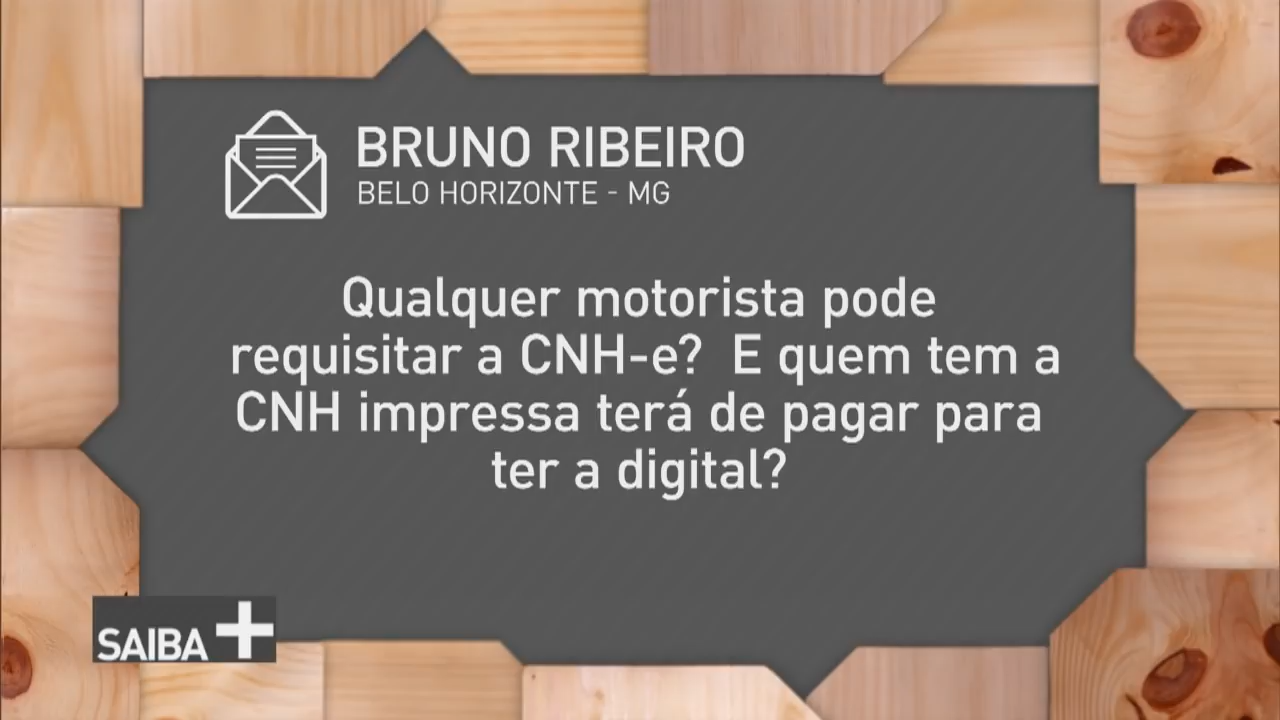 BRUNO RIBEIRO
BELO HORIZONTE - MG
Qualquer motorista pode
requisitar a CNH-e? E quem tem a
CNH impressa terá de pagar para
ter a digital?
SAIBA +